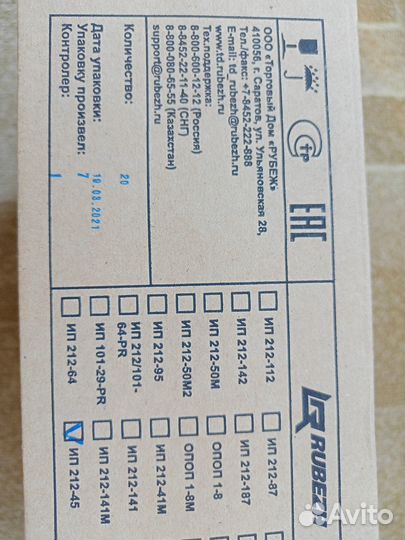 ООО «Торговый Дом «РУБЕЖ»
410056, г. Саратов, ул. Ульяновская 28,
Тел./факс: +7-8452-222-888
E-mail: td_rubezh@rubezh.ru
www.td.rubezh.ru
Тех.поддержка:
8-800-600-12-12 (Россия)
8-8452-22-11-40 (СНГ)
8-800-080-65-55 (Казахстан)
support@rubezh.ru
Количество: 20
Дата упаковки: 19.08.2021
Упаковку произвел: 7
Контролер: 1
EAC
RUBEZH
ИП 212-112
ИП 212-142
ИП 212-50М
ИП 212-50М2
ИП 212-95
ИП 212/101-
64-PR
ИП 101-29-PR
ИП 212-64
ИП 212-87
ИП 212-187
ОПОП 1-8
ОПОП 1-8М
ИП 212-41М
ИП 212-141
ИП 212-141М
ИП 212-45
Avito